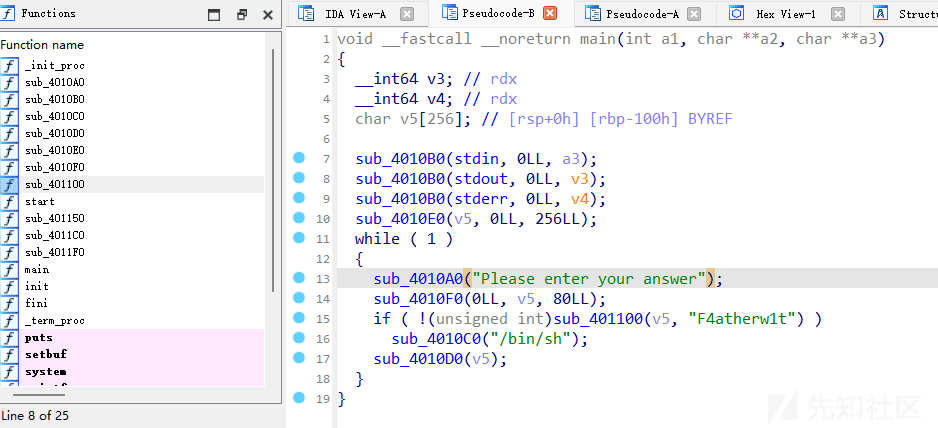 Functions
IDA View-A
Pseudocode-B
Pseudocode-A
Hex View-1
Function name
_init_proc
sub_4010A0
sub_4010B0
sub_4010C0
sub_4010D0
sub_4010E0
sub_4010F0
sub_401100
start
sub_401150
sub_4011C0
sub_4011F0
main
init
fini
_term_proc
puts
setbuf
system
Line 8 of 25
1 void __fastcall __noreturn main(int a1, char **a2, char **a3)
2 {
3 __int64 v3; // rdx
4 __int64 v4; // rdx
5 char v5[256]; // [rsp+0h] [rbp-100h] BYREF
6
7 sub_4010B0(stdin, 0LL, a3);
8 sub_4010B0(stdout, 0LL, v3);
9 sub_4010B0(stderr, 0LL, v4);
10 sub_4010E0(v5, 0LL, 256LL);
11 while ( 1 )
12 {
13 sub_4010A0("Please enter your answer");
14 sub_4010F0(0LL, v5, 80LL);
15 if ( !(unsigned int)sub_401100(v5, "F4atherw1t") )
16 sub_4010C0("/bin/sh");
17 sub_4010D0(v5);
18 }
19 }
先知社区